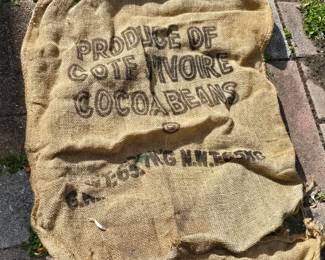 PRODUCE OF
COTE IVOIRE
COCOA BEANS
N.W.